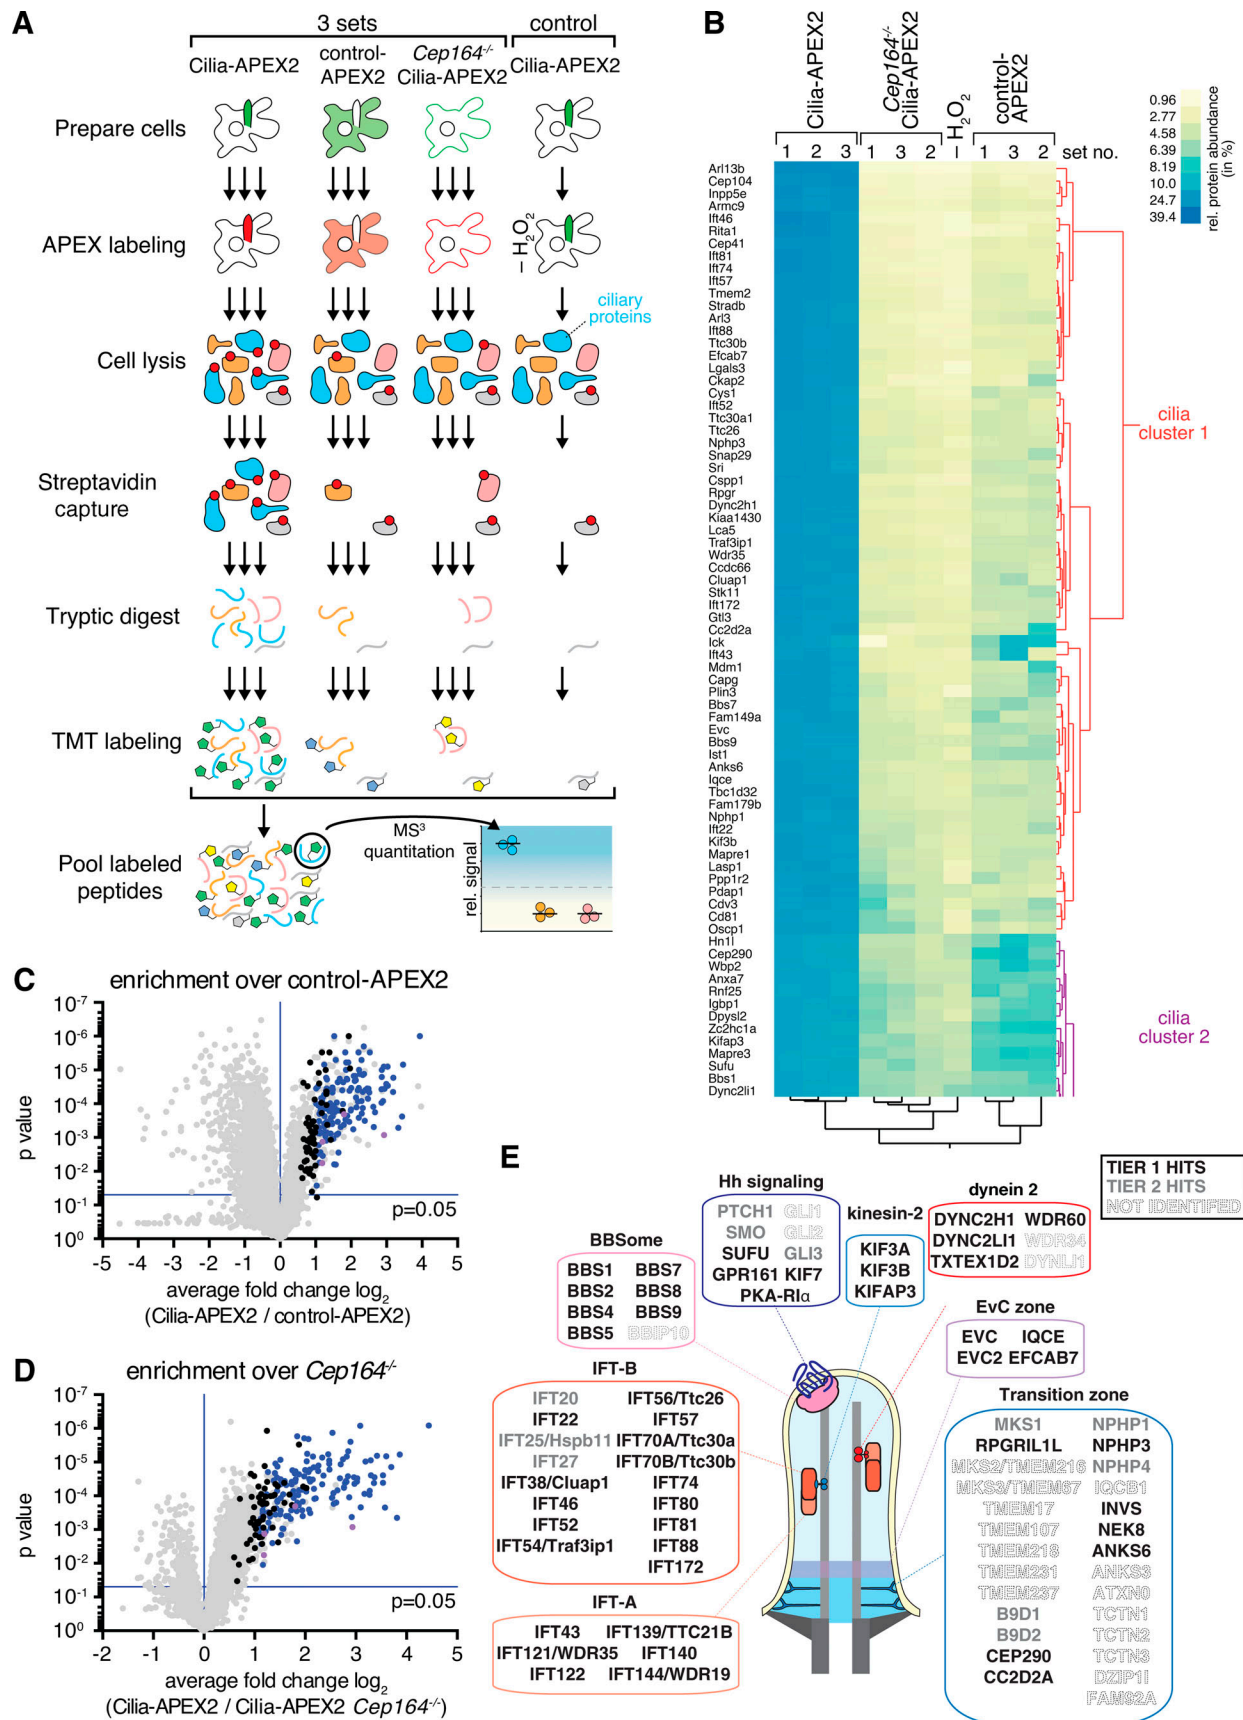 A
3 sets
control
Cilia-APEX2
control-
APEX2
Cep164-/-
Cilia-APEX2
Cilia-APEX2
Prepare cells
APEX labeling
– H2O2
ciliary
proteins
Cell lysis
Streptavidin
capture
Tryptic digest
TMT labeling
Pool labeled
peptides
MS3
quantitation
rel. signal
B
Cilia-APEX2
Cep164-/-
Cilia-APEX2
– H2O2
control-
APEX2
1 2 3 1 3 2 – 1 3 2 set no.
0.96
2.77
4.58
6.39
8.19
10.0
24.7
39.4
rel. protein abundance
(in %)
Arl13b
Cep104
Inpp5e
Armc9
Ift46
Rita1
Cep41
Ift81
Ift74
Ift57
Tmem2
Stradb
Arl3
Ift88
Ttc30b
Efcab7
Lgals3
Ckap2
Cys1
Ift52
Ttc30a1
Ttc26
Nphp3
Snap29
Sri
Cspp1
Rpgr
Dync2h1
Kiaa1430
Lca5
Traf3ip1
Wdr35
Ccdc66
Cluap1
Stk11
Ift172
Gtl3
Cc2d2a
Ick
Ift43
Mdm1
Capg
Plin3
Bbs7
Fam149a
Evc
Bbs9
Ist1
Anks6
Iqce
Tbc1d32
Fam179b
Nphp1
Ift22
Kif3b
Mapre1
Lasp1
Ppp1r2
Pdap1
Cdv3
Cd81
Oscp1
Hn1l
Cep290
Wbp2
Anxa7
Rnf25
Igbp1
Dpysl2
Zc2hc1a
Kifap3
Mapre3
Sufu
Bbs1
Dync2li1
cilia
cluster 1
cilia
cluster 2
C
enrichment over control-APEX2
10-7
10-6
10-5
10-4
10-3
10-2
10-1
100
p value
p=0.05
-5 -4 -3 -2 -1 0 1 2 3 4 5
average fold change log2
(Cilia-APEX2 / control-APEX2)
D
enrichment over Cep164-/-
10-7
10-6
10-5
10-4
10-3
10-2
10-1
100
p value
p=0.05
-2 -1 0 1 2 3 4 5
average fold change log2
(Cilia-APEX2 / Cilia-APEX2 Cep164-/-)
E
TIER 1 HITS
TIER 2 HITS
NOT IDENTIFED
Hh signaling
PTCH1 GLI1
SMO GLI2
SUFU GLI3
GPR161 KIF7
PKA-RIα
kinesin-2
KIF3A
KIF3B
KIFAP3
dynein 2
DYNC2H1 WDR60
DYNC2LI1 WDR34
TXTEX1D2 DYNLI1
BBSome
BBS1 BBS7
BBS2 BBS8
BBS4 BBS9
BBS5 BBIP10
EvC zone
EVC IQCE
EVC2 EFCAB7
IFT-B
IFT20 IFT56/Ttc26
IFT22 IFT57
IFT25/Hspb11 IFT70A/Ttc30a
IFT27 IFT70B/Ttc30b
IFT38/Cluap1 IFT74
IFT46 IFT80
IFT52 IFT81
IFT54/Traf3ip1 IFT88
IFT172
IFT-A
IFT43 IFT139/TTC21B
IFT121/WDR35 IFT140
IFT122 IFT144/WDR19
Transition zone
MKS1 NPHP1
RPGRIL1L NPHP3
MKS2/TMEM216 NPHP4
MKS3/TMEM67 IQCB1
TMEM17 INVS
TMEM107 NEK8
TMEM218 ANKS6
TMEM231 ANKS3
TMEM237 ATXN0
B9D1 TCTN1
B9D2 TCTN2
CEP290 TCTN3
CC2D2A DZIP1l
FAM92A